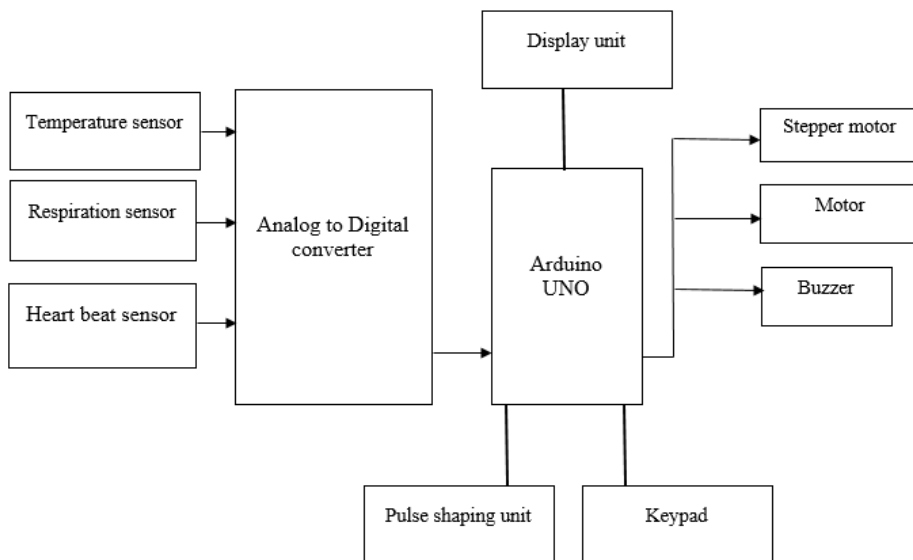 Display unit
Temperature sensor
Stepper motor
Respiration sensor
Motor
Analog to Digital
converter
Arduino
UNO
Buzzer
Heart beat sensor
Pulse shaping unit
Keypad